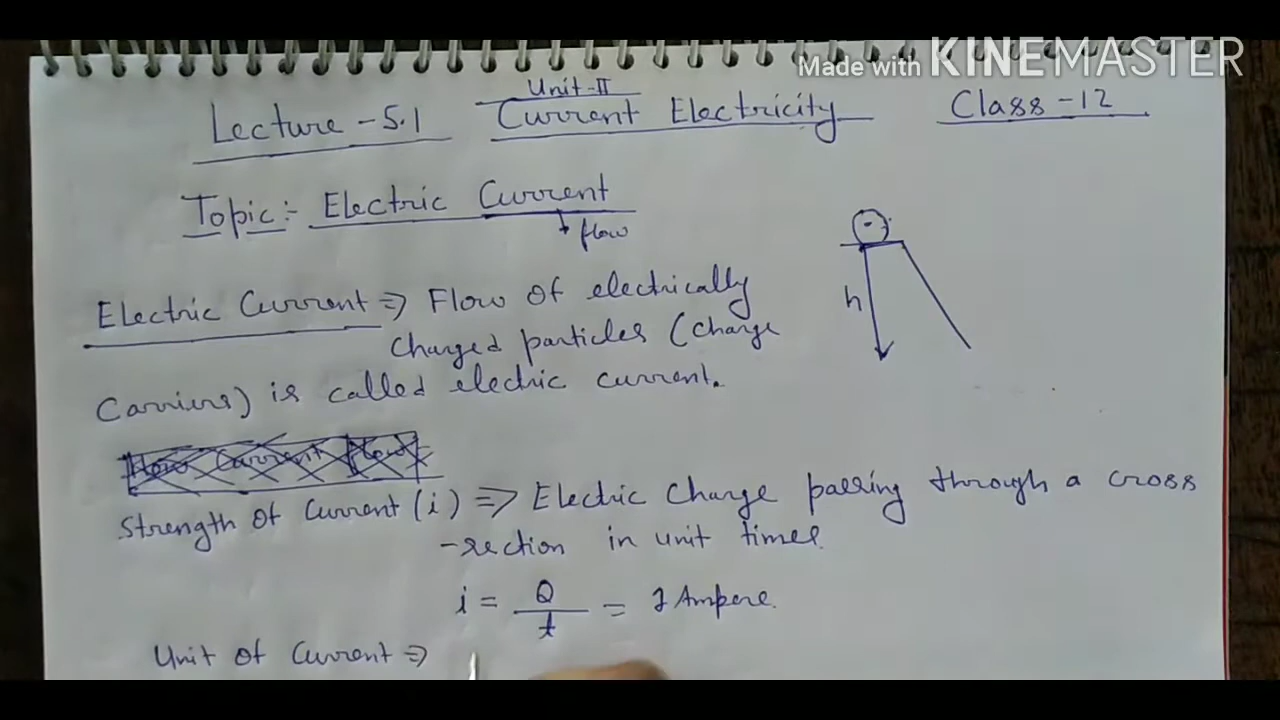 Made with KINEMASTER
Unit-II
Lecture - 5.1 Current Electricity Class - 12
Topic:- Electric Current
flow
Electric Current => Flow of electrically
charged particles (charge
Carriers) is called electric current.
h
Strength of Current (i) => Electric Charge passing through a cross
-section in unit times.
i = Q/t = 1 Ampere.
Unit of Current =>